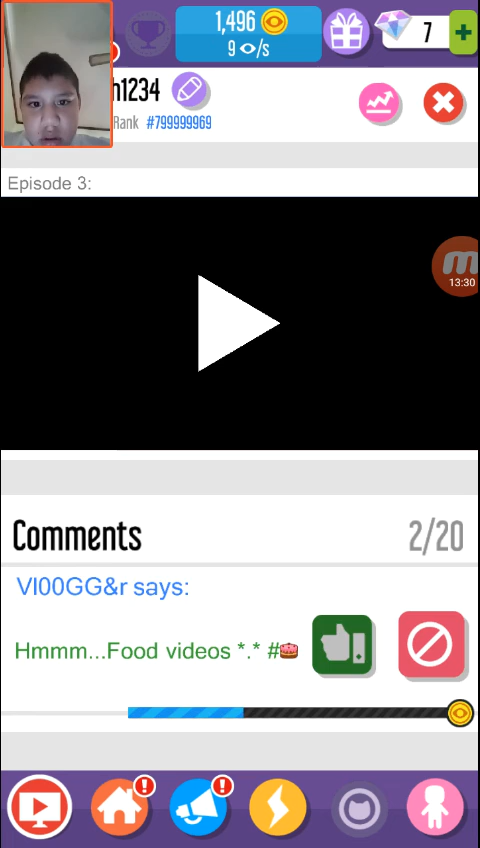 1,496
9 /s
7
h1234
Rank #799999969
Episode 3:
13:30
Comments
2/20
Vl00GG&r says:
Hmmm...Food videos *.* #🍰